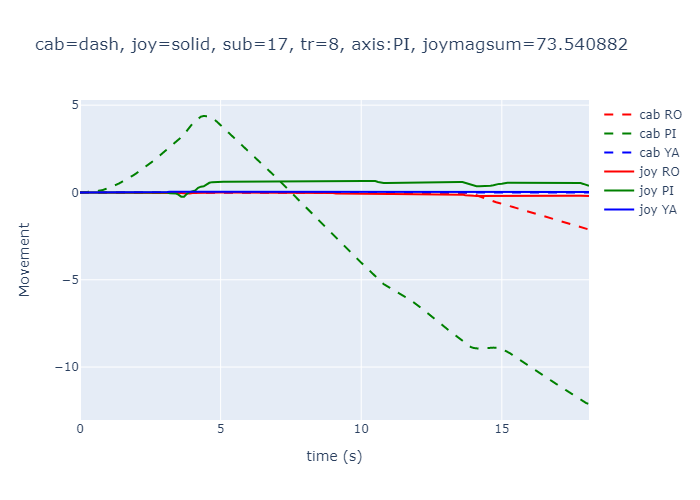 cab=dash, joy=solid, sub=17, tr=8, axis:PI, joymagsum=73.540882
5
0
−5
−10
Movement
0
5
10
15
time (s)
cab RO
cab PI
cab YA
joy RO
joy PI
joy YA